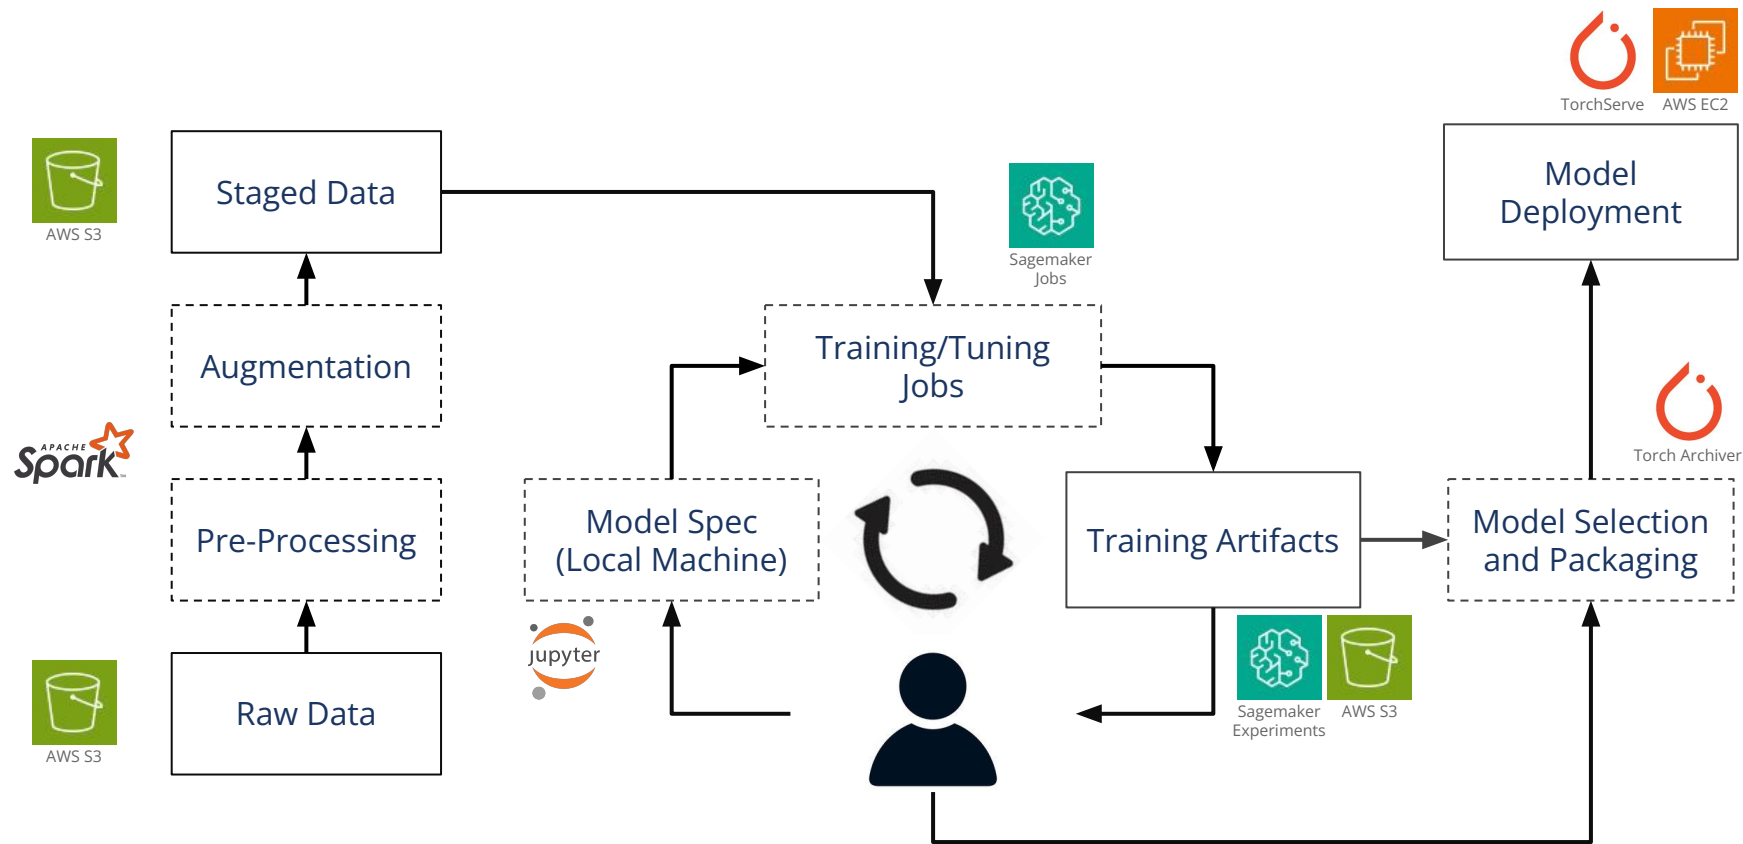 TorchServe
AWS EC2
AWS S3
Staged Data
Sagemaker
Jobs
Model
Deployment
Augmentation
Training/Tuning
Jobs
APACHE
Spark
TM
Torch Archiver
Pre-Processing
Model Spec
(Local Machine)
Training Artifacts
Model Selection
and Packaging
jupyter
AWS S3
Raw Data
Sagemaker
Experiments
AWS S3